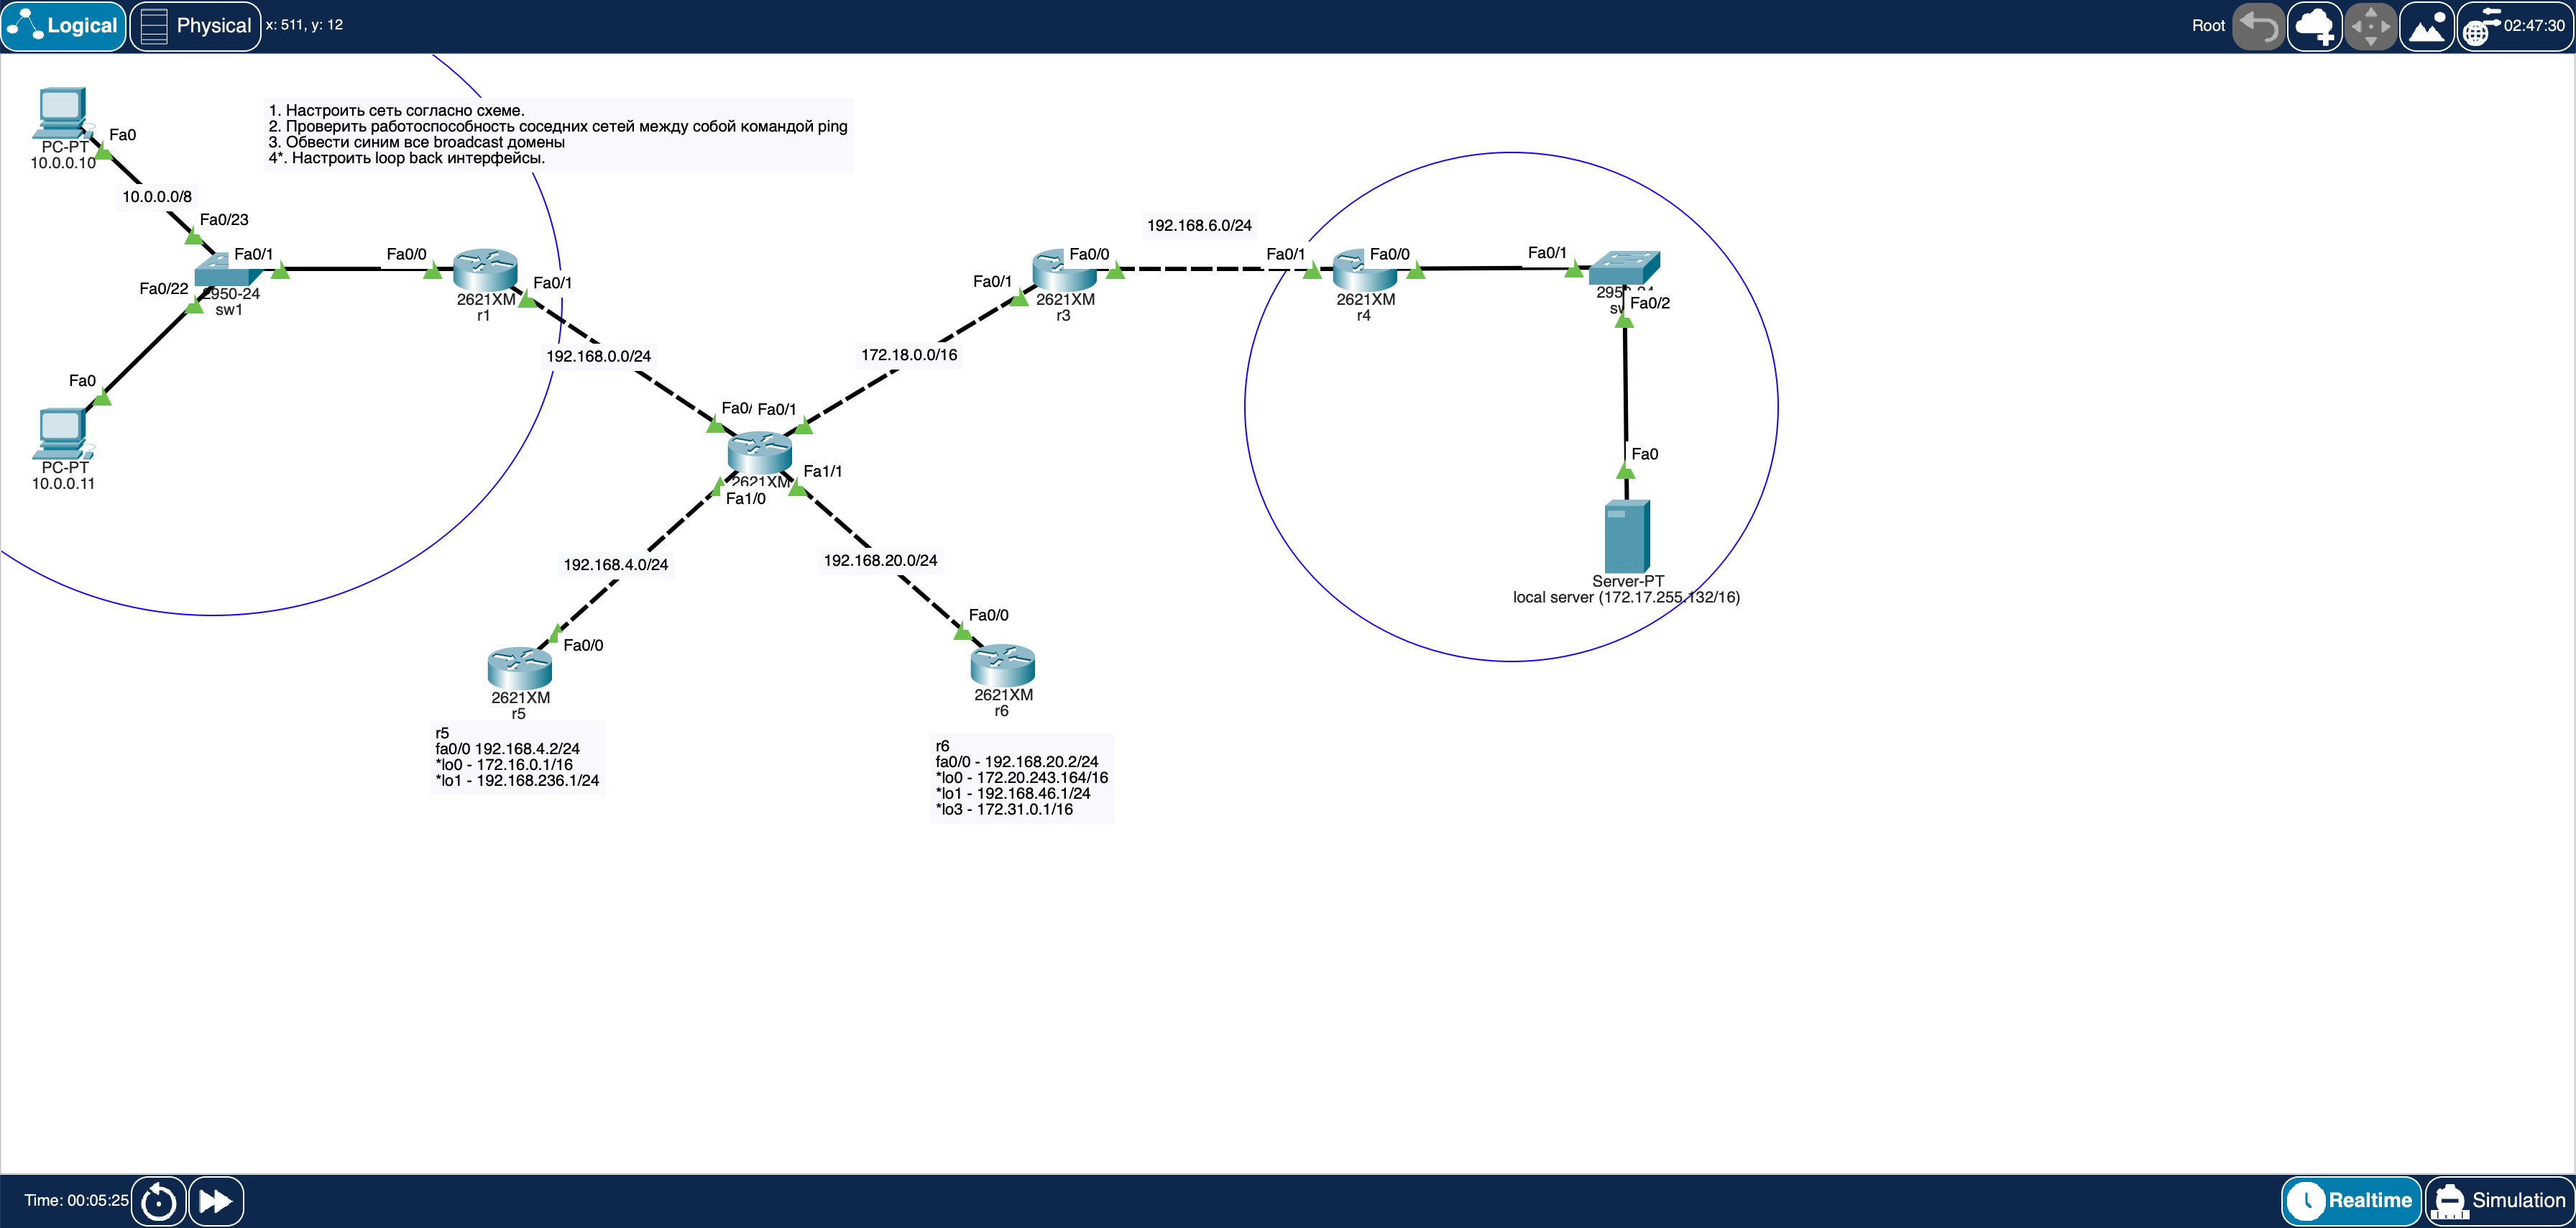 Logical
Physical
x: 511, y: 12
Root
02:47:30
1. Настроить сеть согласно схеме.
2. Проверить работоспособность соседних сетей между собой командой ping
3. Обвести синим все broadcast домены
4*. Настроить loop back интерфейсы.
Fa0
PC-PT
10.0.0.10
10.0.0.0/8
Fa0/23
Fa0/1
Fa0/0
Fa0/22
2950-24
sw1
2621XM
r1
Fa0/1
Fa0
PC-PT
10.0.0.11
192.168.0.0/24
172.18.0.0/16
192.168.6.0/24
Fa0/1
Fa0/0
2621XM
r3
Fa0/1
Fa0/0
2621XM
r4
Fa0/1
Fa0/2
Fa0
Server-PT
local server (172.17.255.132/16)
Fa0/
Fa0/1
2621XM
Fa1/1
Fa1/0
192.168.4.0/24
192.168.20.0/24
Fa0/0
2621XM
r5
Fa0/0
2621XM
r6
r5
fa0/0 192.168.4.2/24
*lo0 - 172.16.0.1/16
*lo1 - 192.168.236.1/24
r6
fa0/0 - 192.168.20.2/24
*lo0 - 172.20.243.164/16
*lo1 - 192.168.46.1/24
*lo3 - 172.31.0.1/16
Time: 00:05:25
Realtime
Simulation